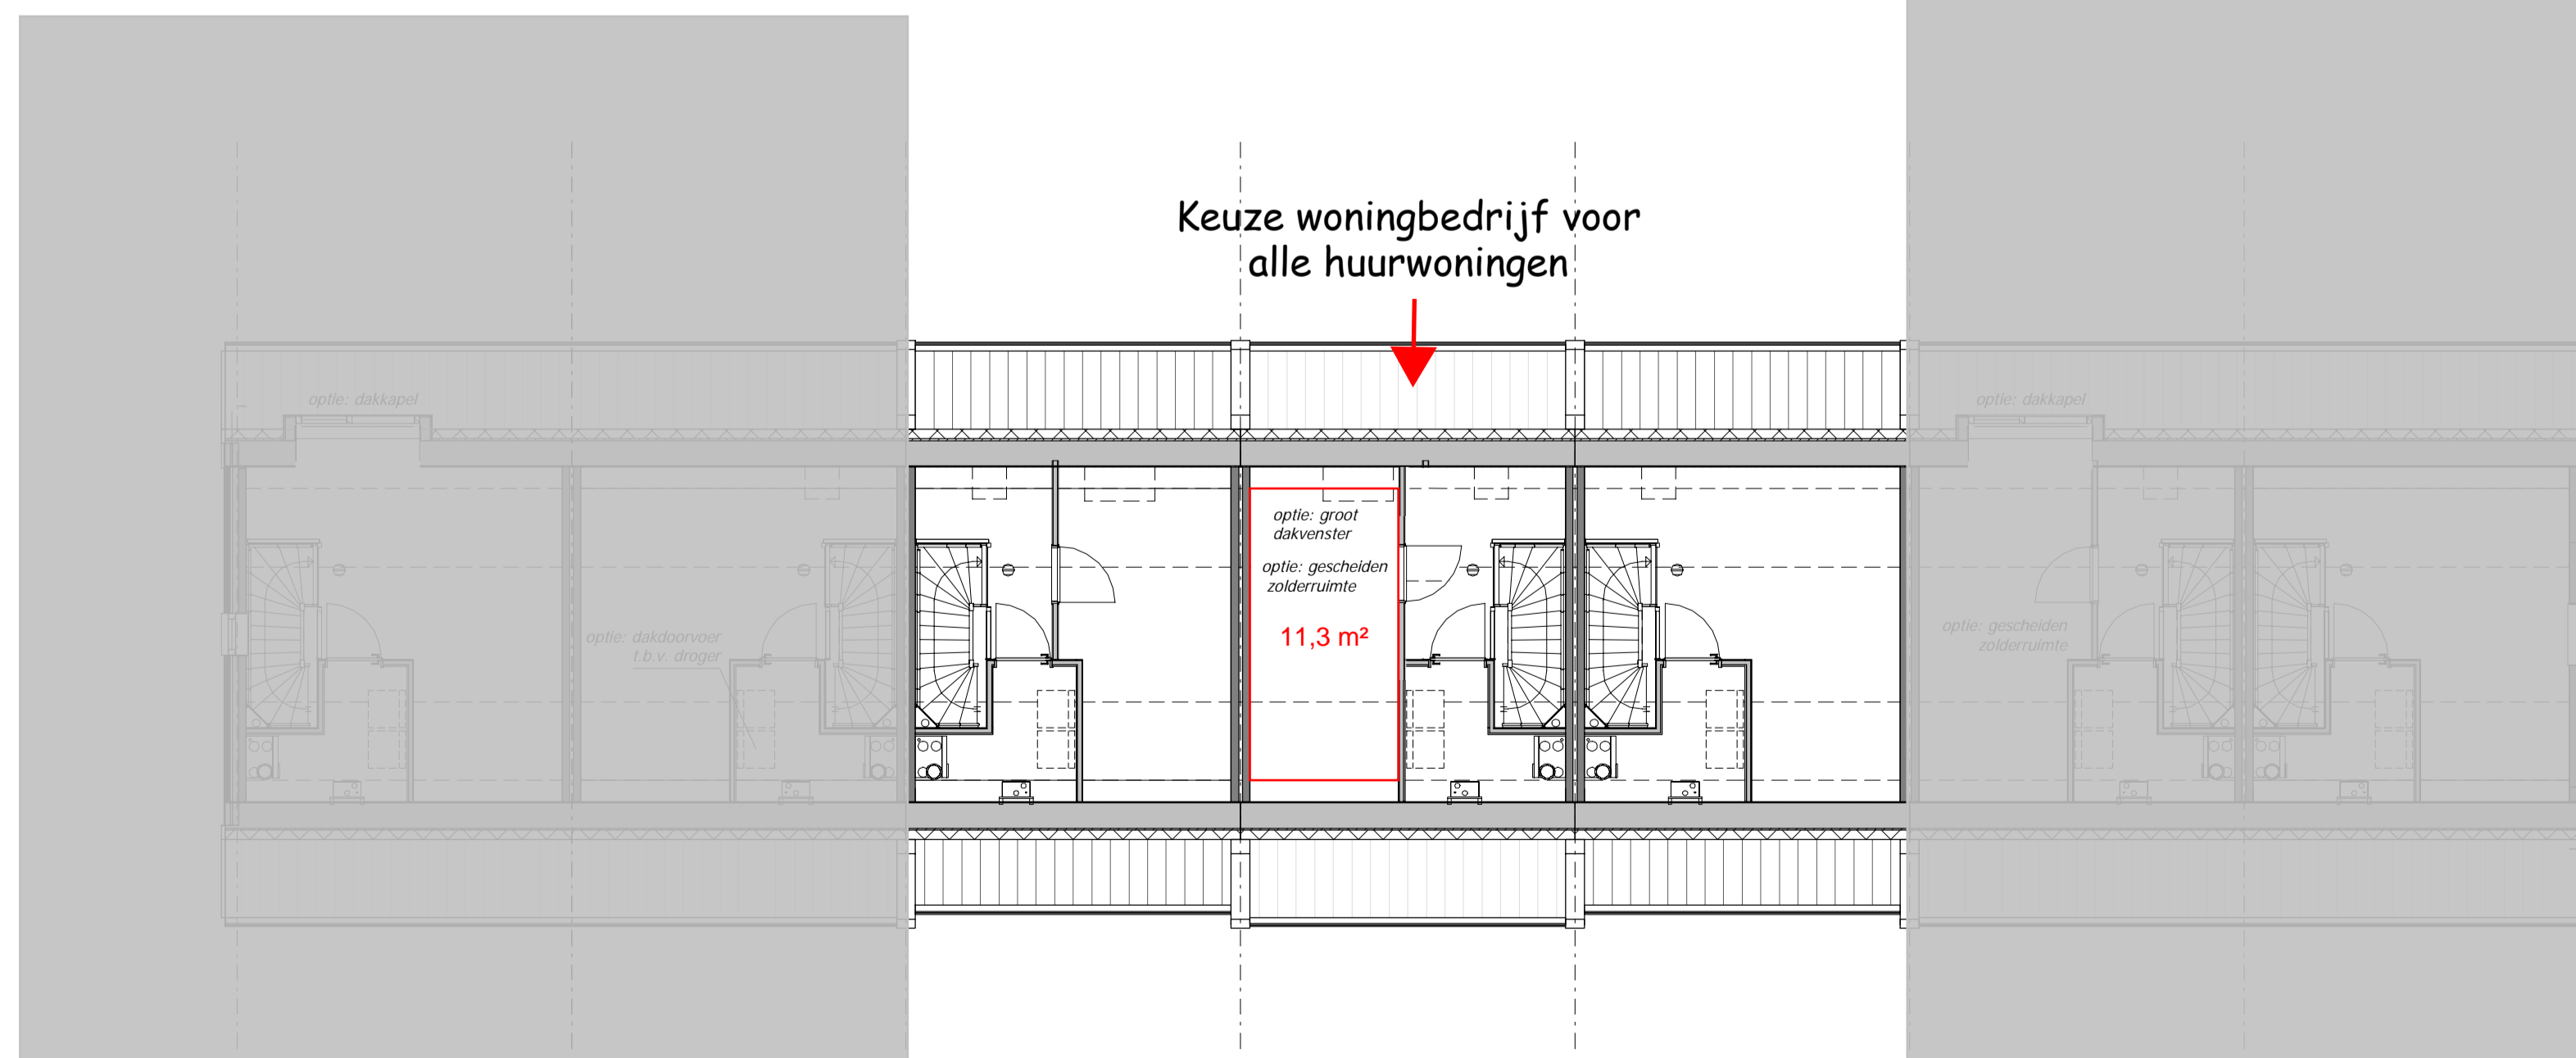 Keuze woningbedrijf voor
alle huurwoningen
optie: dakkapel
optie: dakkapel
optie: groot
dakvenster
optie: gescheiden
zolderruimte
11,3 m²
optie: dakdoorvoer
t.b.v. droger
optie: gescheiden
zolderruimte